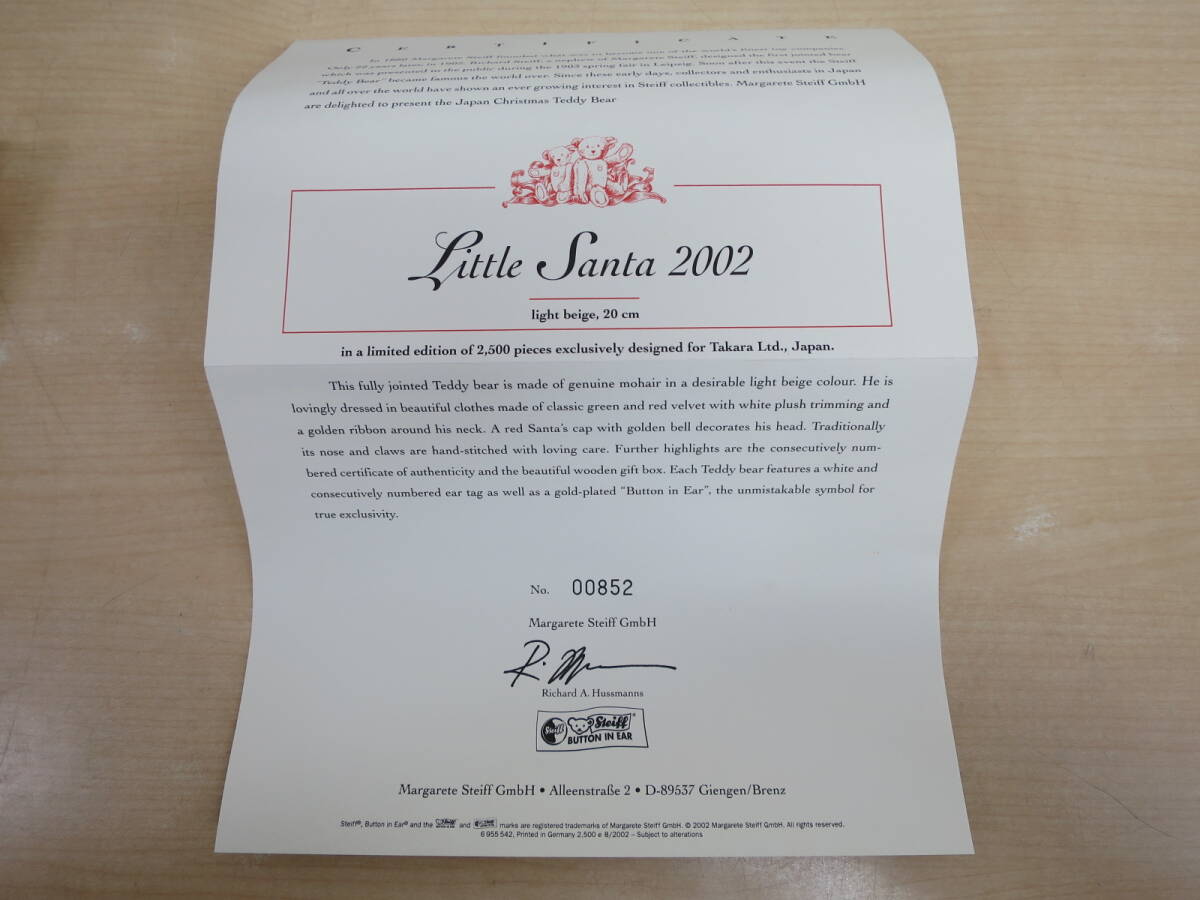 CERTIFICATE
In 1880 Margarete Steiff founded what was to become one of the world's finest toy companies.
Only 22 years later, in 1902, Richard Steiff, a nephew of Margarete Steiff, designed the first jointed bear
which was presented to the public during the 1903 spring fair in Leipzig. Soon after this event the Steiff
"Teddy Bear" became famous the world over. Since these early days, collectors and enthusiasts in Japan
and all over the world have shown an ever growing interest in Steiff collectibles. Margarete Steiff GmbH
are delighted to present the Japan Christmas Teddy Bear
Little Santa 2002
light beige, 20 cm
in a limited edition of 2,500 pieces exclusively designed for Takara Ltd., Japan.
This fully jointed Teddy bear is made of genuine mohair in a desirable light beige colour. He is
lovingly dressed in beautiful clothes made of classic green and red velvet with white plush trimming and
a golden ribbon around his neck. A red Santa's cap with golden bell decorates his head. Traditionally
its nose and claws are hand-stitched with loving care. Further highlights are the consecutively num-
bered certificate of authenticity and the beautiful wooden gift box. Each Teddy bear features a white and
consecutively numbered ear tag as well as a gold-plated "Button in Ear", the unmistakable symbol for
true exclusivity.
No. 00852
Margarete Steiff GmbH
Richard A. Hussmanns
Steiff Steiff®
BUTTON IN EAR
Margarete Steiff GmbH • Alleenstraße 2 • D-89537 Giengen/Brenz
Steiff®, Button in Ear® and the and marks are registered trademarks of Margarete Steiff GmbH. © 2002 Margarete Steiff GmbH. All rights reserved.
6 955 542, Printed in Germany 2,500 e 8/2002 – Subject to alterations